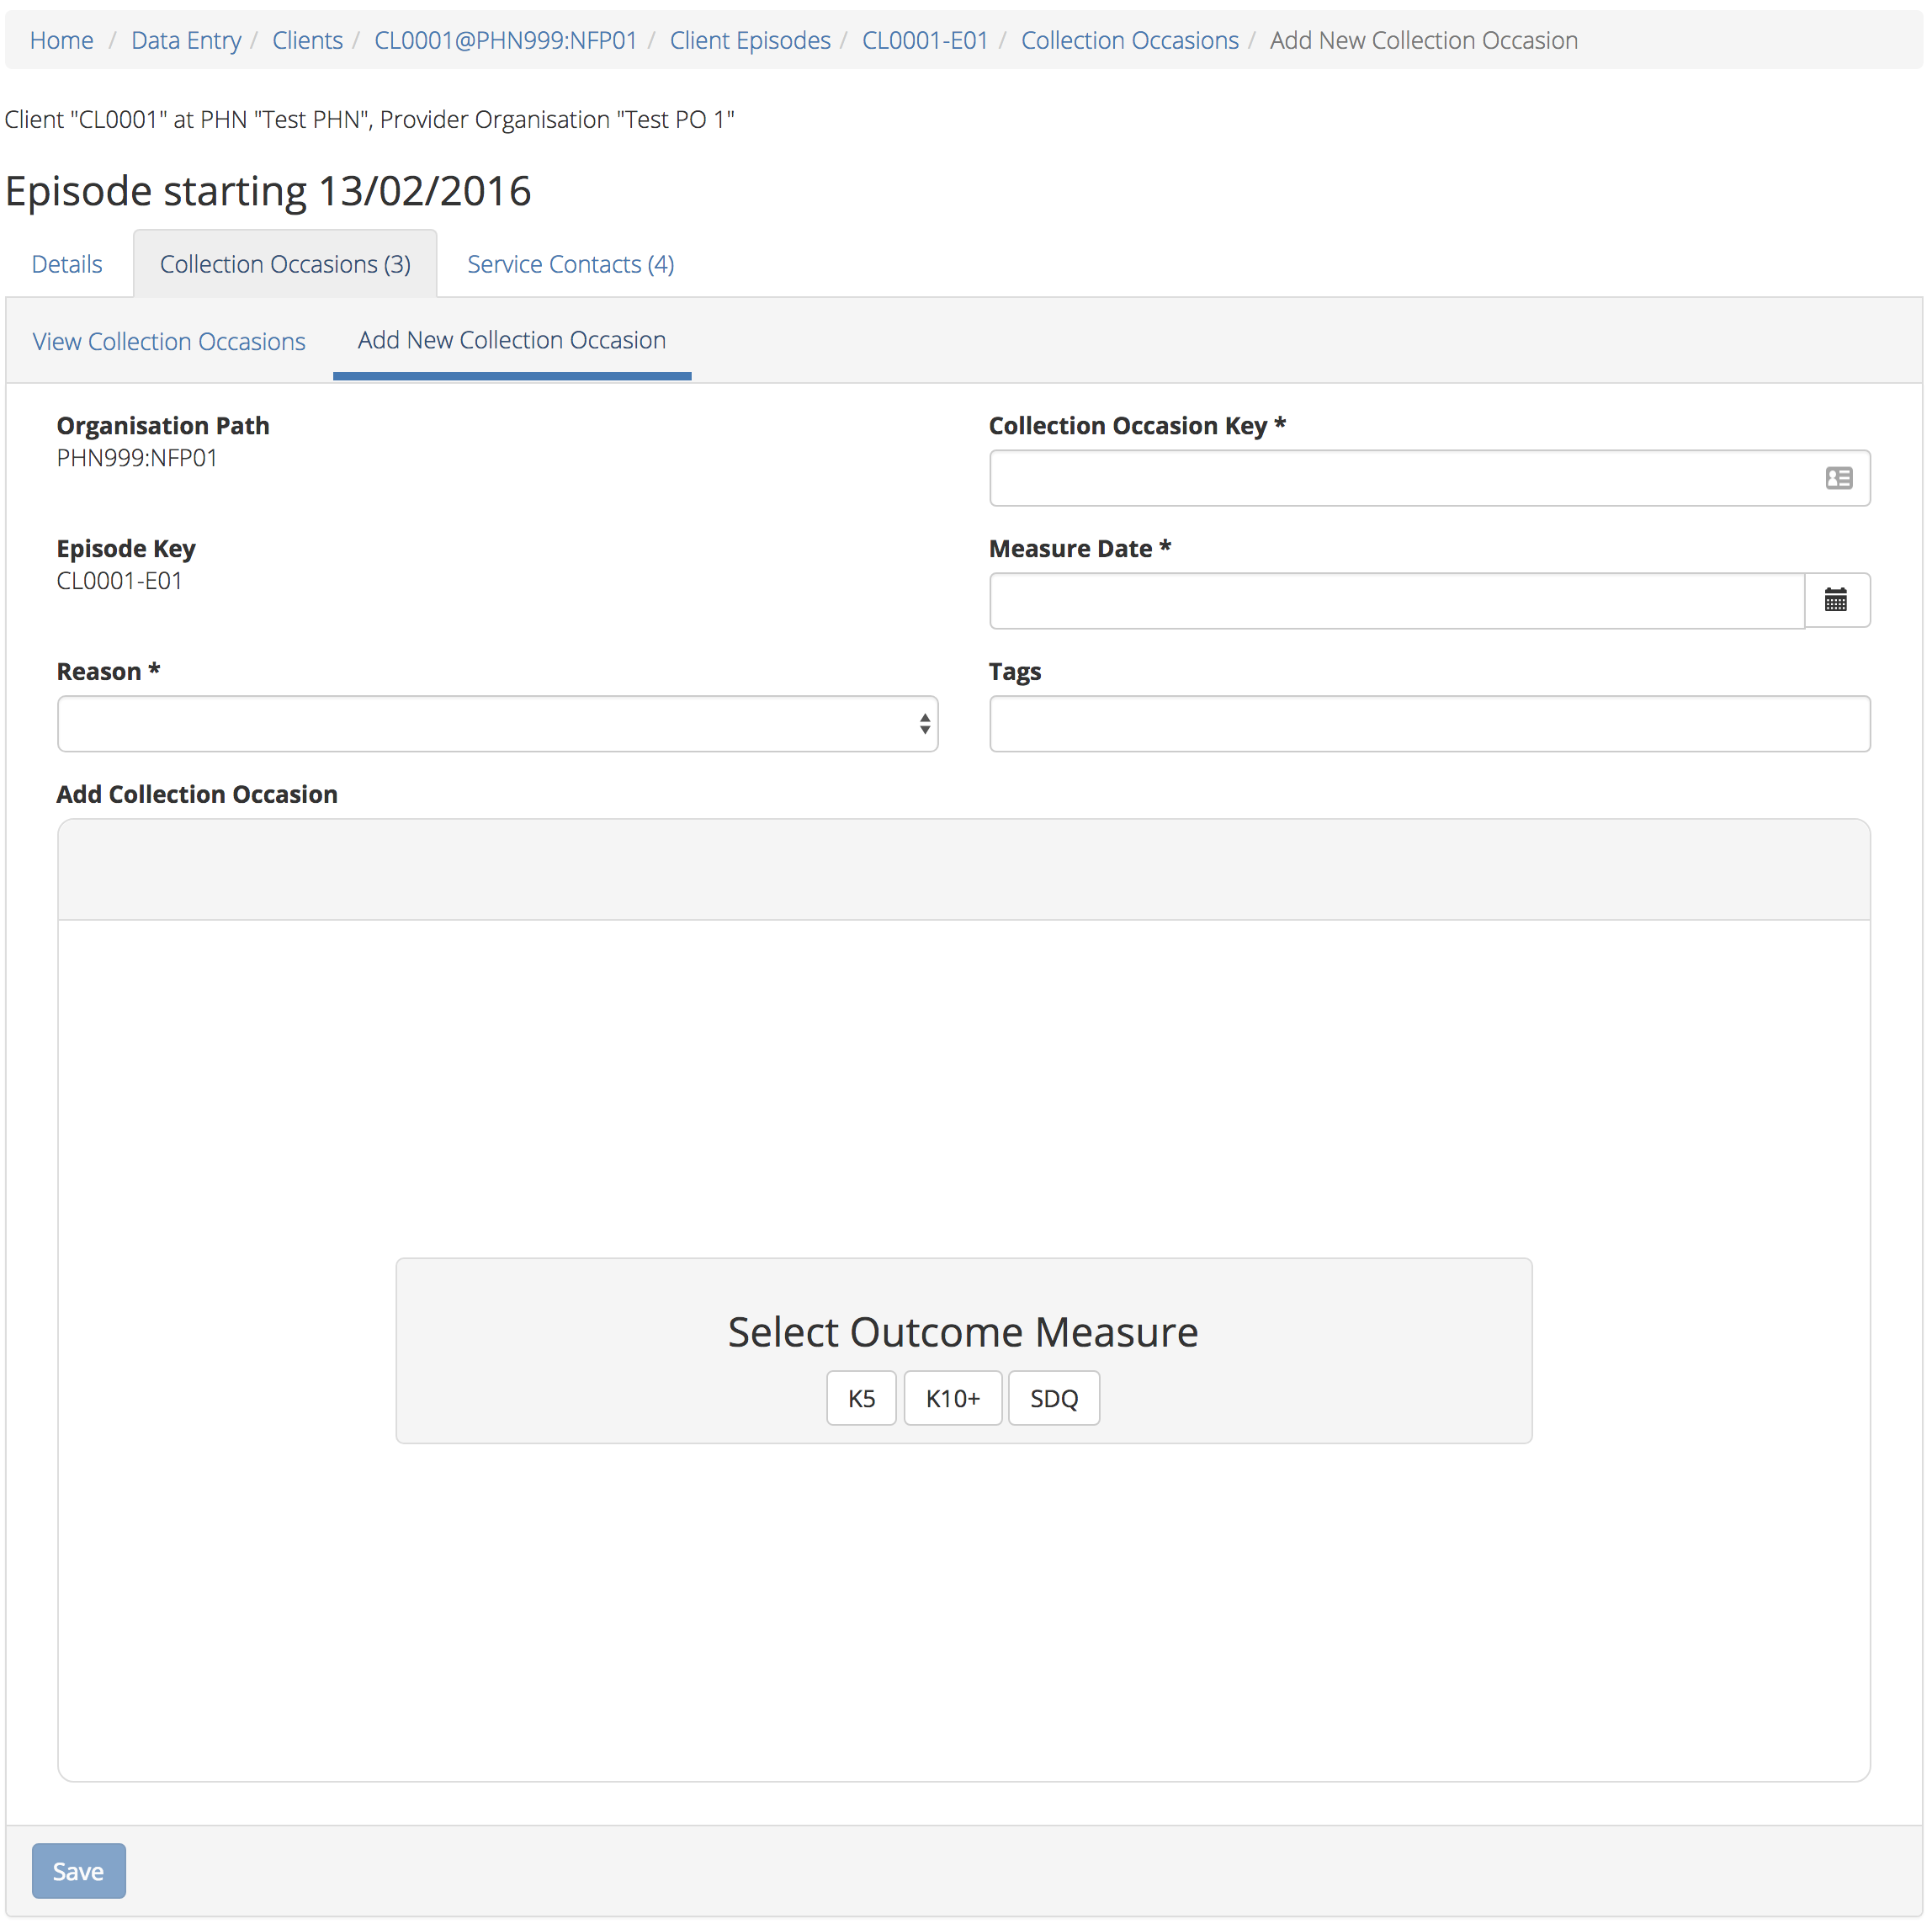 Home / Data Entry / Clients / CL0001@PHN999:NFP01 / Client Episodes / CL0001-E01 / Collection Occasions / Add New Collection Occasion
Client "CL0001" at PHN "Test PHN", Provider Organisation "Test PO 1"
Episode starting 13/02/2016
Details Collection Occasions (3) Service Contacts (4)
View Collection Occasions Add New Collection Occasion
Organisation Path Collection Occasion Key *
PHN999:NFP01
Episode Key Measure Date *
CL0001-E01
Reason * Tags
Add Collection Occasion
Select Outcome Measure
K5 K10+ SDQ
Save